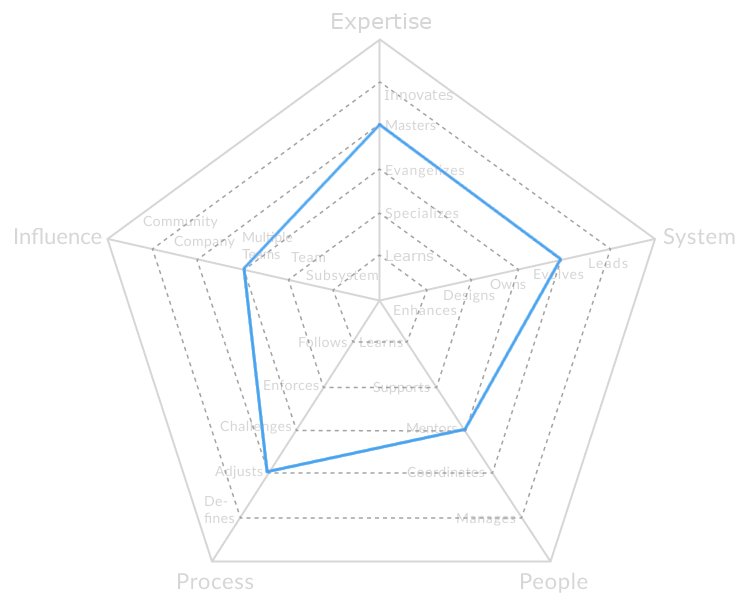 Expertise
Innovates
Masters
Evangelizes
Specializes
Learns
Influence
Community
Company
Multiple
Teams
Team
Subsystem
System
Leads
Evolves
Owns
Designs
Enhances
Follows
Enforces
Challenges
Adjusts
De-
fines
Learns
Supports
Mentors
Coordinates
Manages
Process
People